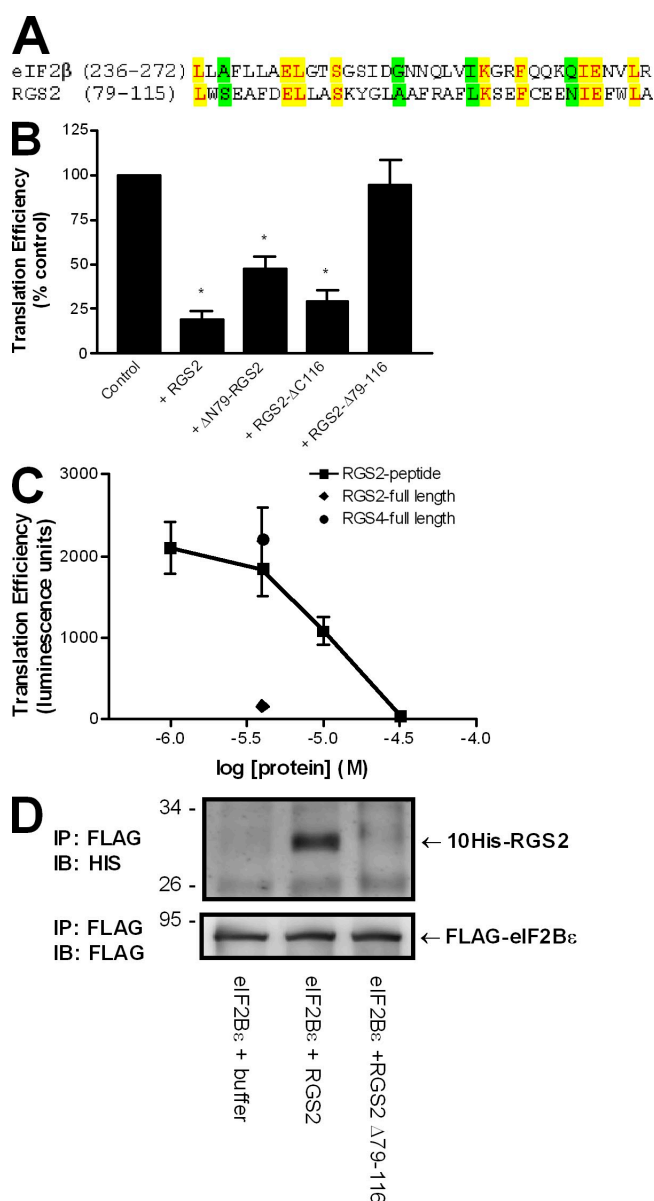 A
eIF2β (236-272) LLAFLLAELGTSGSIDGNNQLVIKGRFQQKQIENVLR
RGS2 (79-115) LWSEAFDELLASKYGLAAFRAFLKSEFCEENIEFWLA
B
Translation Efficiency
(% control)
125
100
75
50
25
0
*
*
*
Control
+ RGS2
+ ΔN79-RGS2
+ RGS2-ΔC116
+ RGS2-Δ79-116
C
Translation Efficiency
(luminescence units)
3000
2000
1000
0
RGS2-peptide
RGS2-full length
RGS4-full length
-6.0 -5.5 -5.0 -4.5 -4.0
log [protein] (M)
D
IP: FLAG
IB: HIS
34 -
26 -
← 10His-RGS2
IP: FLAG
IB: FLAG
95 -
← FLAG-eIF2Bε
eIF2Bε + buffer
eIF2Bε + RGS2
eIF2Bε +RGS2 Δ79-116